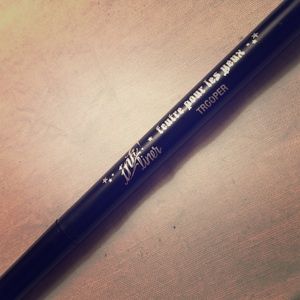 ink
liner
feutre pour les yeux
TROOPER